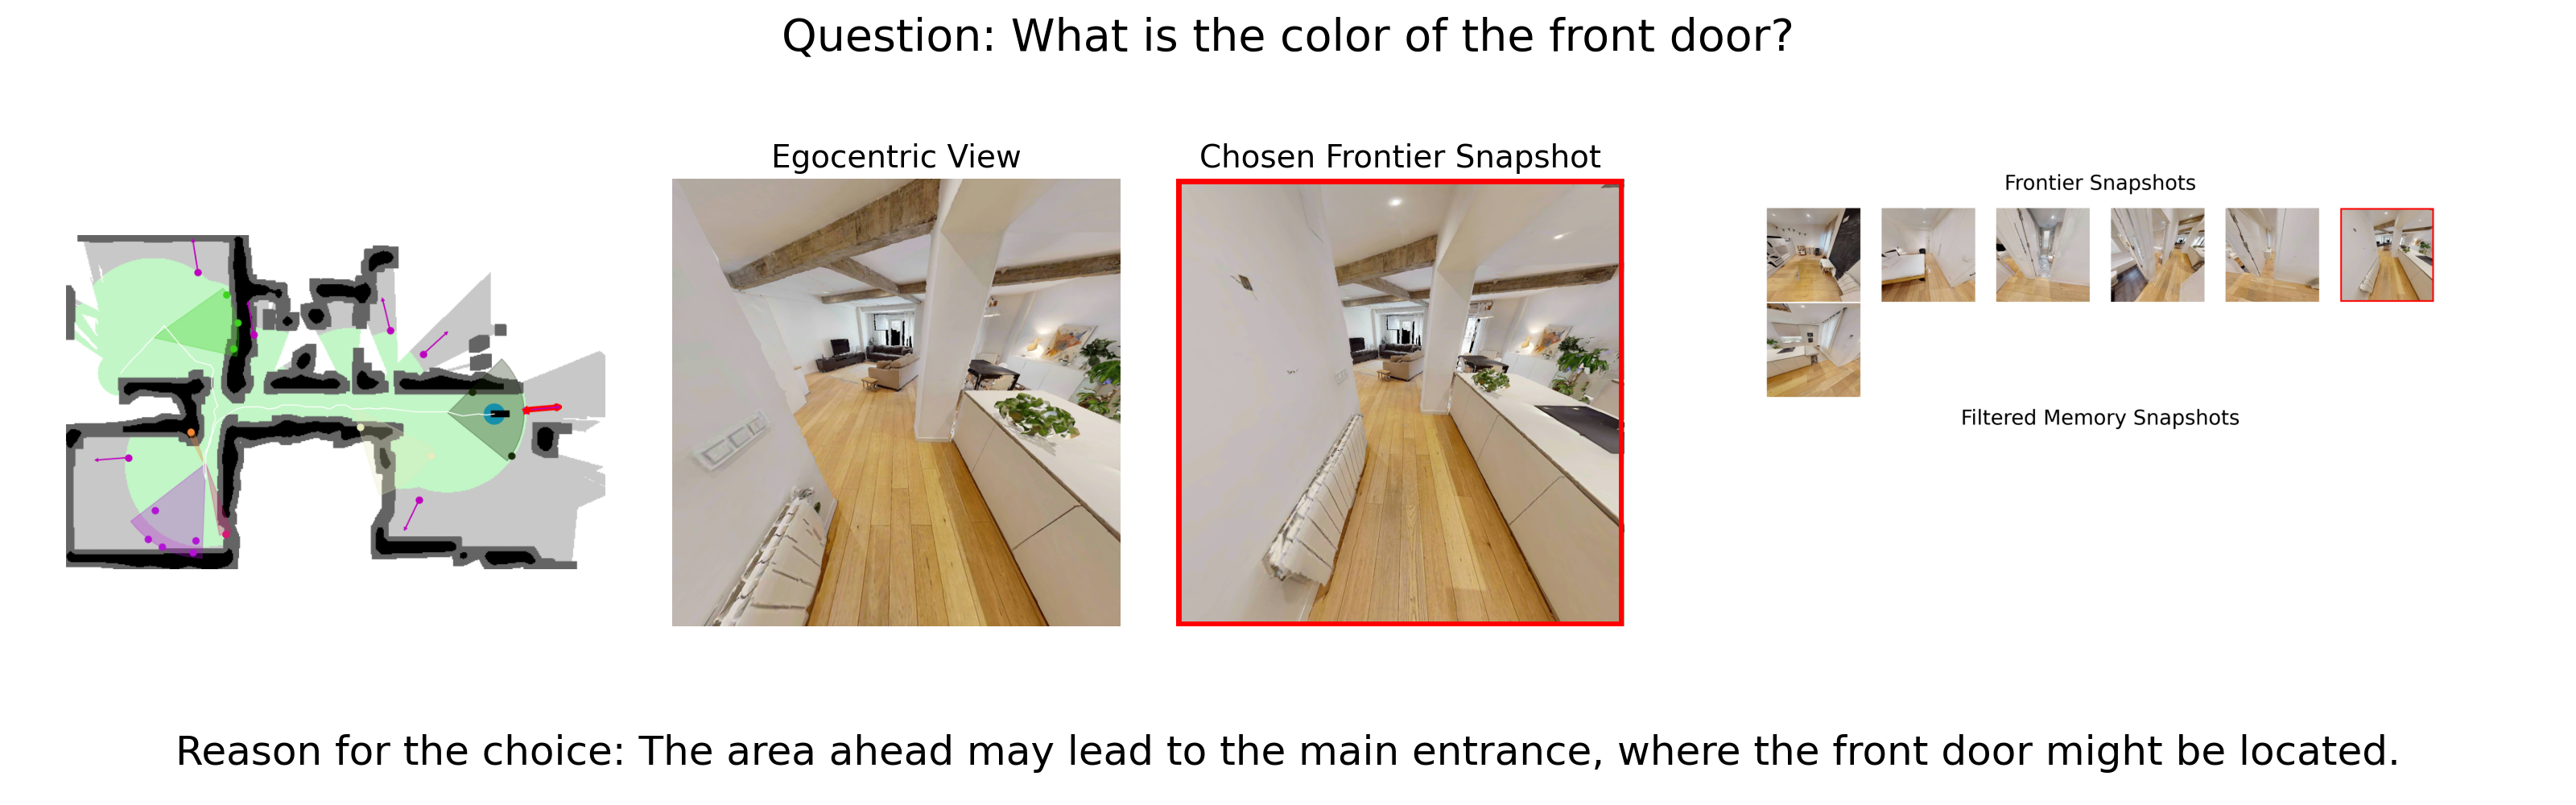 Question: What is the color of the front door?
Egocentric View
Chosen Frontier Snapshot
Frontier Snapshots
Filtered Memory Snapshots
Reason for the choice: The area ahead may lead to the main entrance, where the front door might be located.